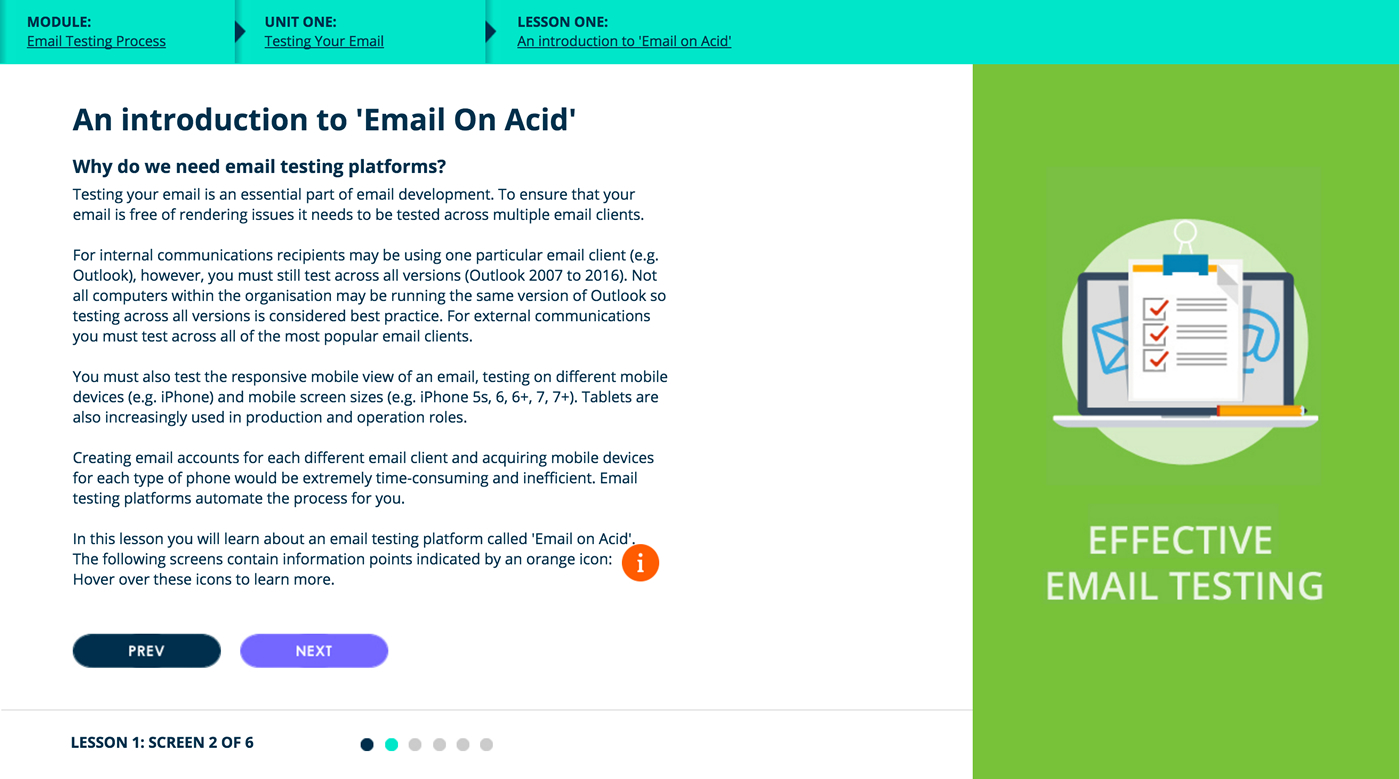 MODULE:
Email Testing Process
UNIT ONE:
Testing Your Email
LESSON ONE:
An introduction to 'Email on Acid'
An introduction to 'Email On Acid'
Why do we need email testing platforms?
Testing your email is an essential part of email development. To ensure that your
email is free of rendering issues it needs to be tested across multiple email clients.
For internal communications recipients may be using one particular email client (e.g.
Outlook), however, you must still test across all versions (Outlook 2007 to 2016). Not
all computers within the organisation may be running the same version of Outlook so
testing across all versions is considered best practice. For external communications
you must test across all of the most popular email clients.
You must also test the responsive mobile view of an email, testing on different mobile
devices (e.g. iPhone) and mobile screen sizes (e.g. iPhone 5s, 6, 6+, 7, 7+). Tablets are
also increasingly used in production and operation roles.
Creating email accounts for each different email client and acquiring mobile devices
for each type of phone would be extremely time-consuming and inefficient. Email
testing platforms automate the process for you.
In this lesson you will learn about an email testing platform called 'Email on Acid'.
The following screens contain information points indicated by an orange icon:
i
Hover over these icons to learn more.
PREV
NEXT
LESSON 1: SCREEN 2 OF 6
@
EFFECTIVE
EMAIL TESTING